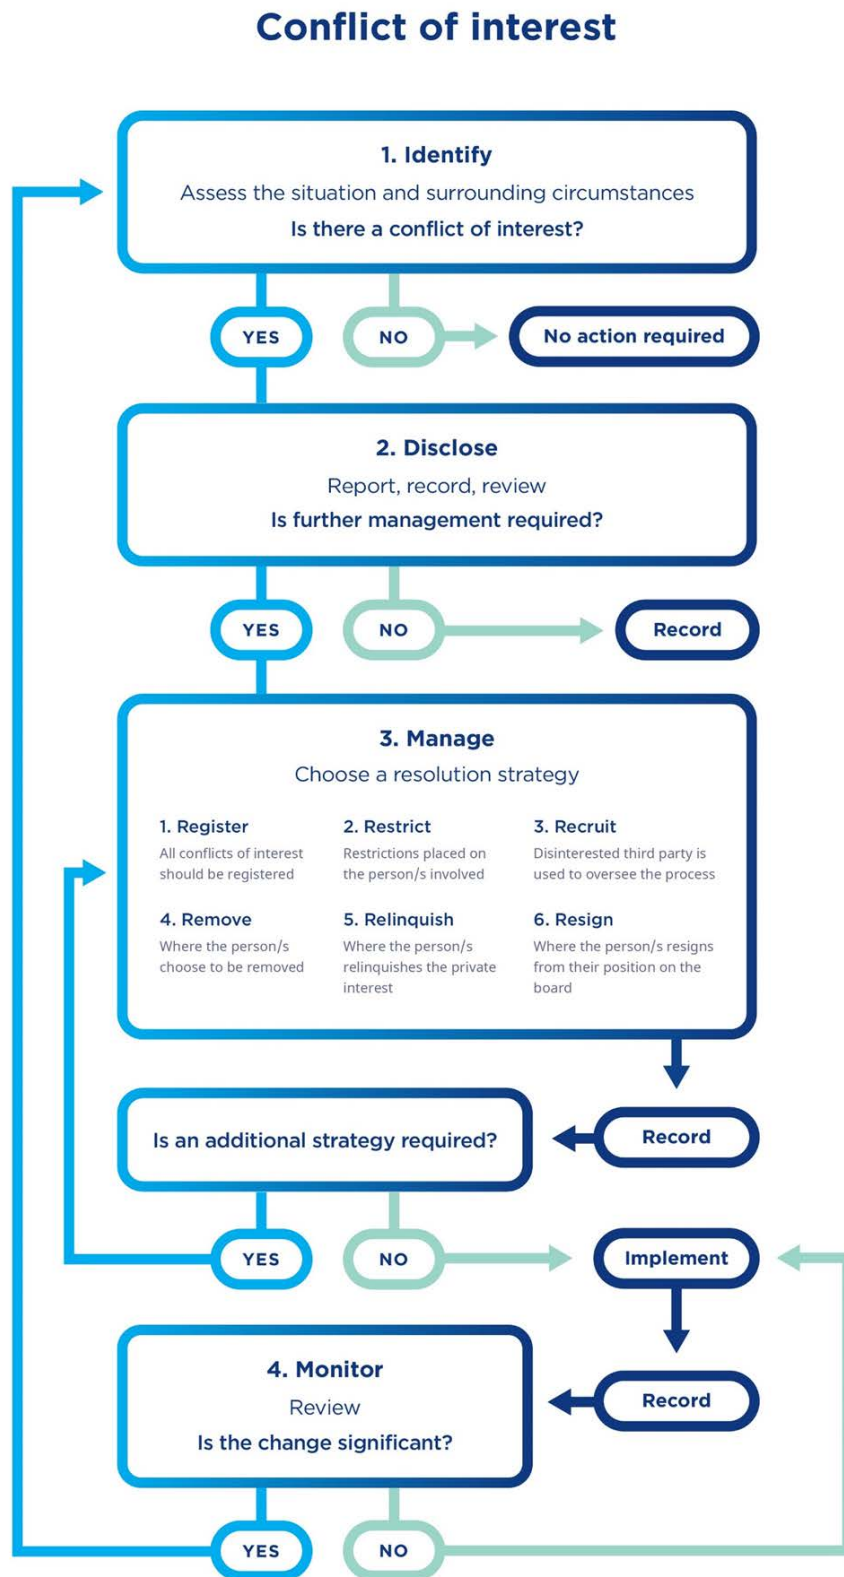 Conflict of interest
1. Identify
Assess the situation and surrounding circumstances
Is there a conflict of interest?
YES
NO
No action required
2. Disclose
Report, record, review
Is further management required?
YES
NO
Record
3. Manage
Choose a resolution strategy
1. Register
All conflicts of interest
should be registered
2. Restrict
Restrictions placed on
the person/s involved
3. Recruit
Disinterested third party is
used to oversee the process
4. Remove
Where the person/s
choose to be removed
5. Relinquish
Where the person/s
relinquishes the private
interest
6. Resign
Where the person/s resigns
from their position on the
board
Is an additional strategy required?
Record
YES
NO
Implement
4. Monitor
Review
Is the change significant?
Record
YES
NO